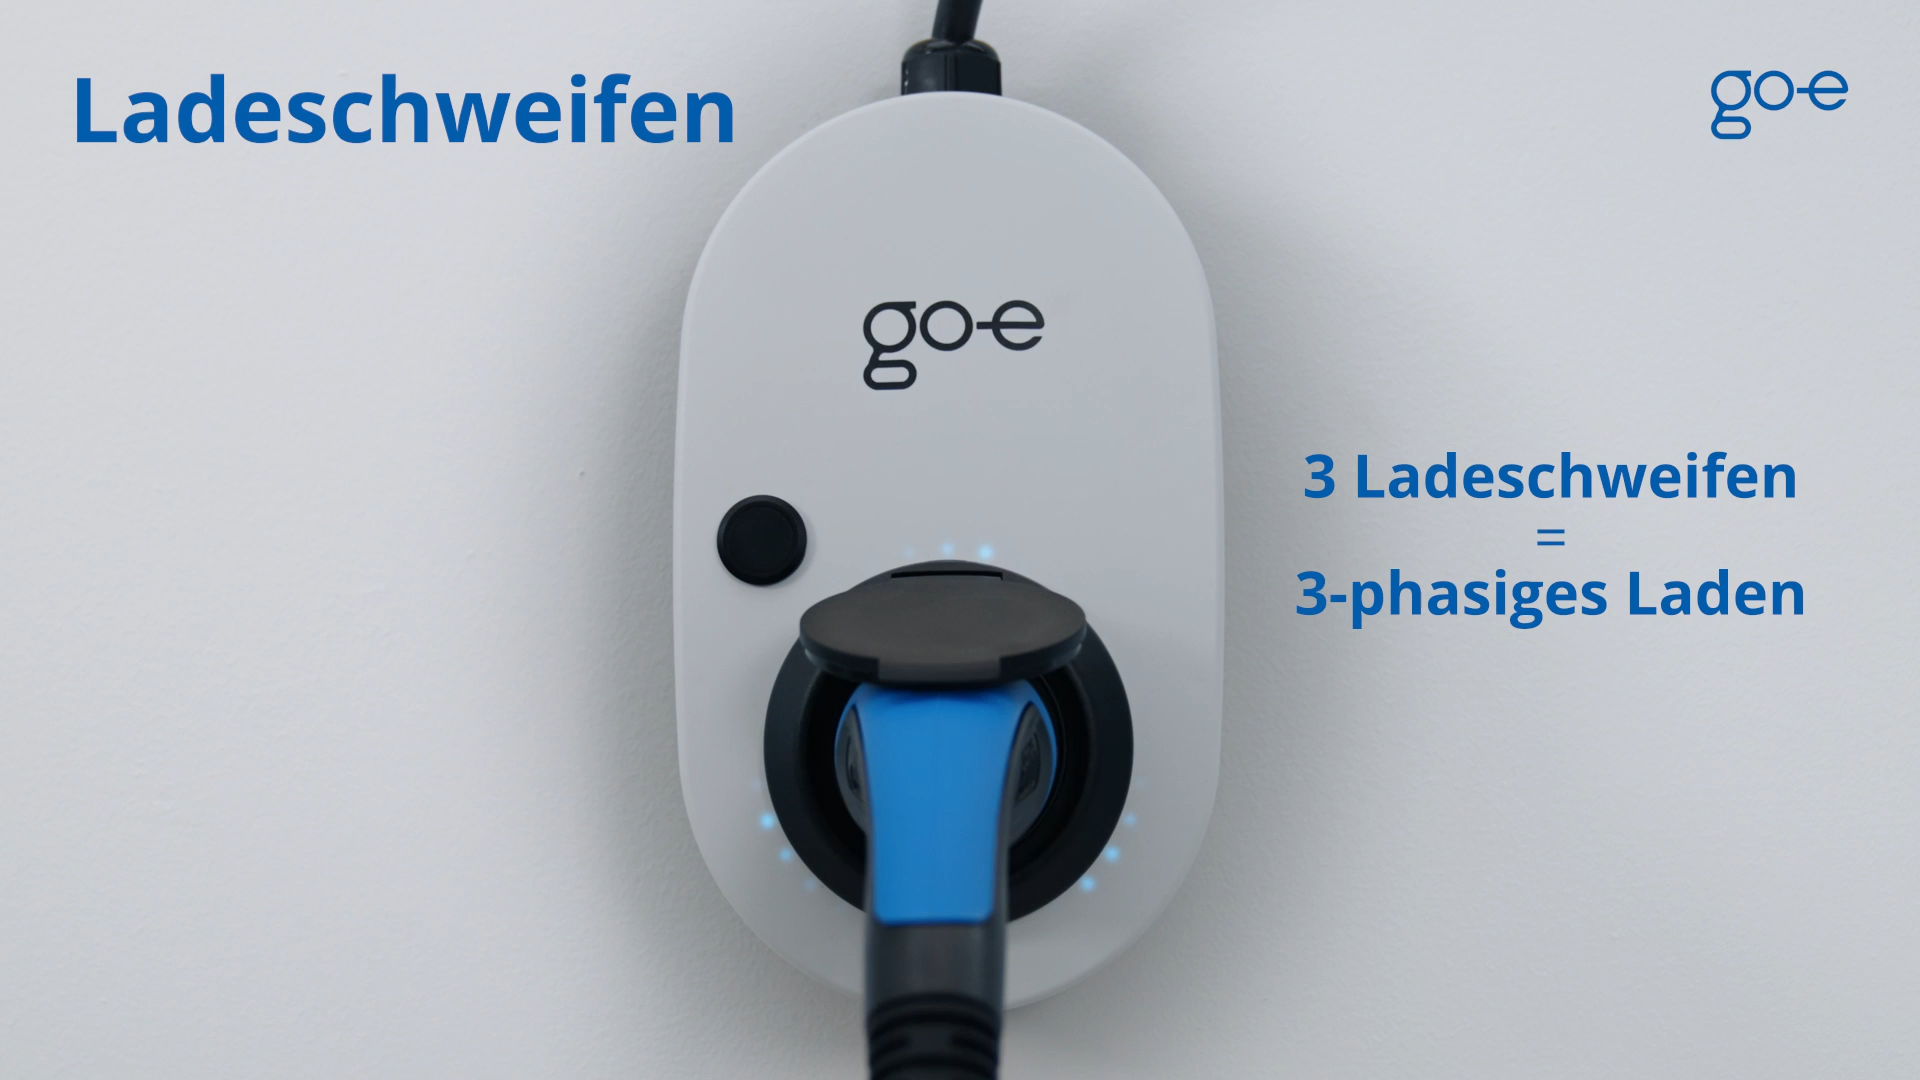 Ladeschweifen
go-e
go-e
3 Ladeschweifen
=
3-phasiges Laden